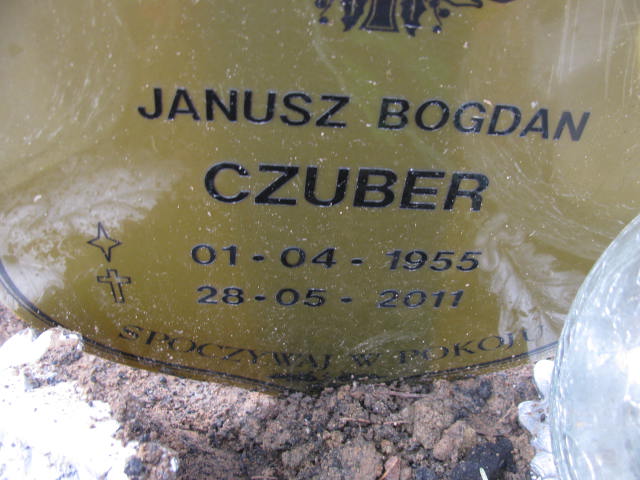 JANUSZ BOGDAN
CZUBER
01-04-1955
28-05-2011
SPOCZYWAJ W POKOJU